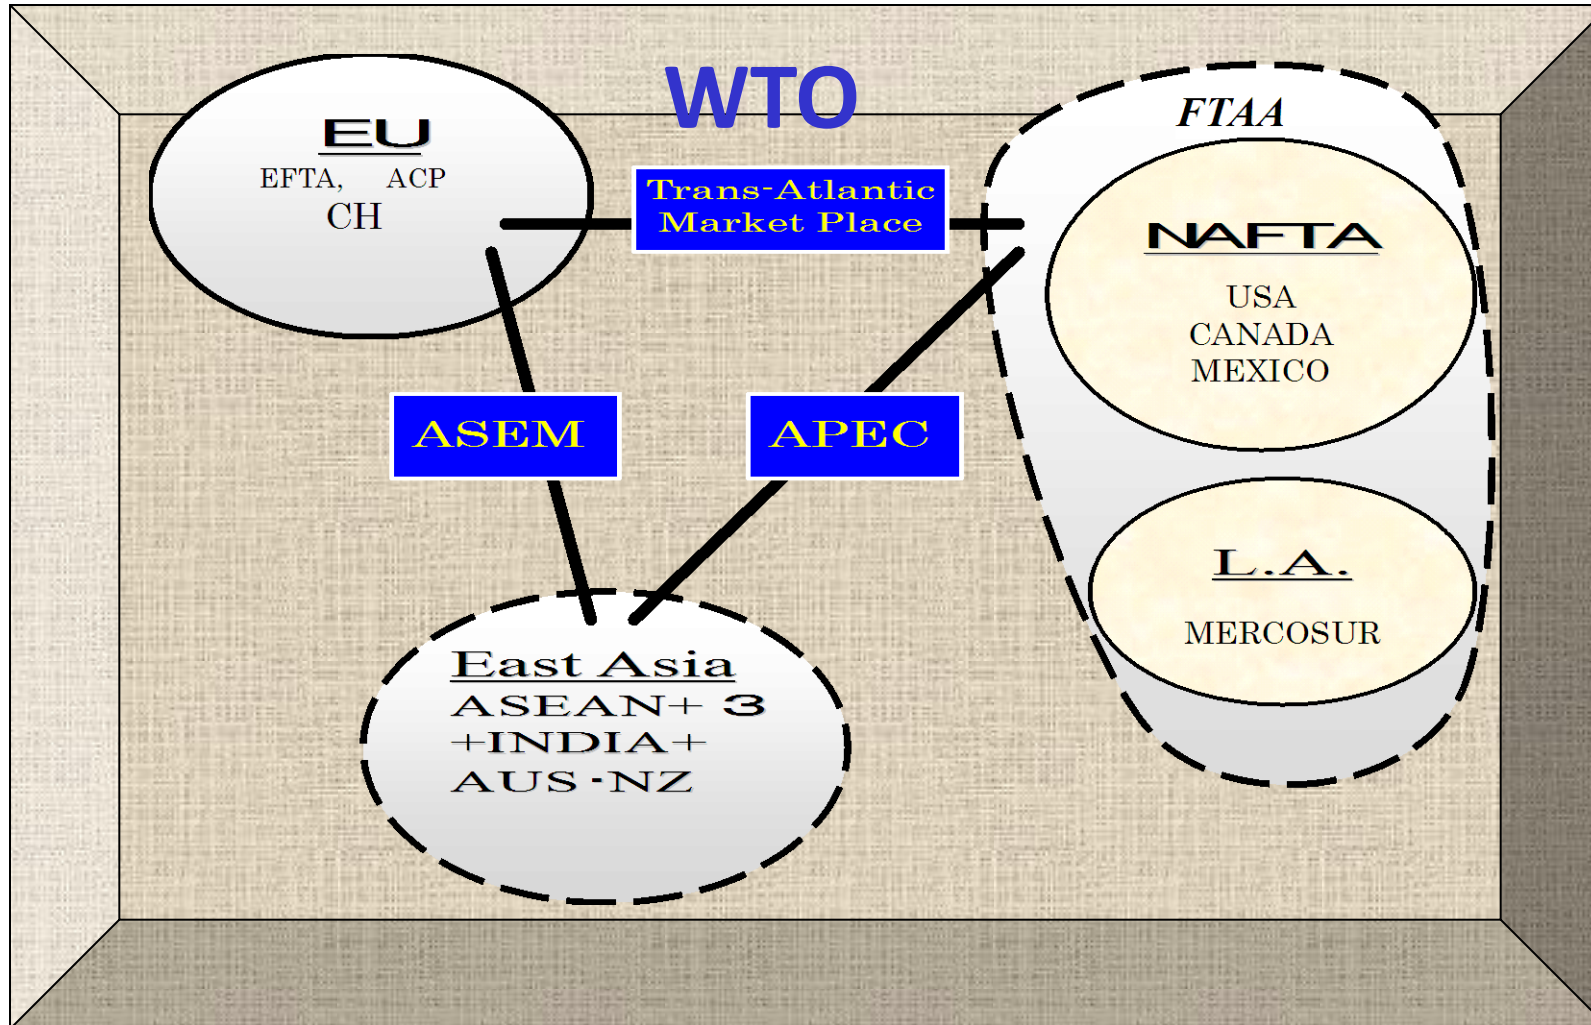 WTO
EU
EFTA, ACP
CH
Trans-Atlantic
Market Place
FTAA
NAFTA
USA
CANADA
MEXICO
ASEM
APEC
L.A.
MERCOSUR
East Asia
ASEAN+ 3
+INDIA+
AUS -NZ